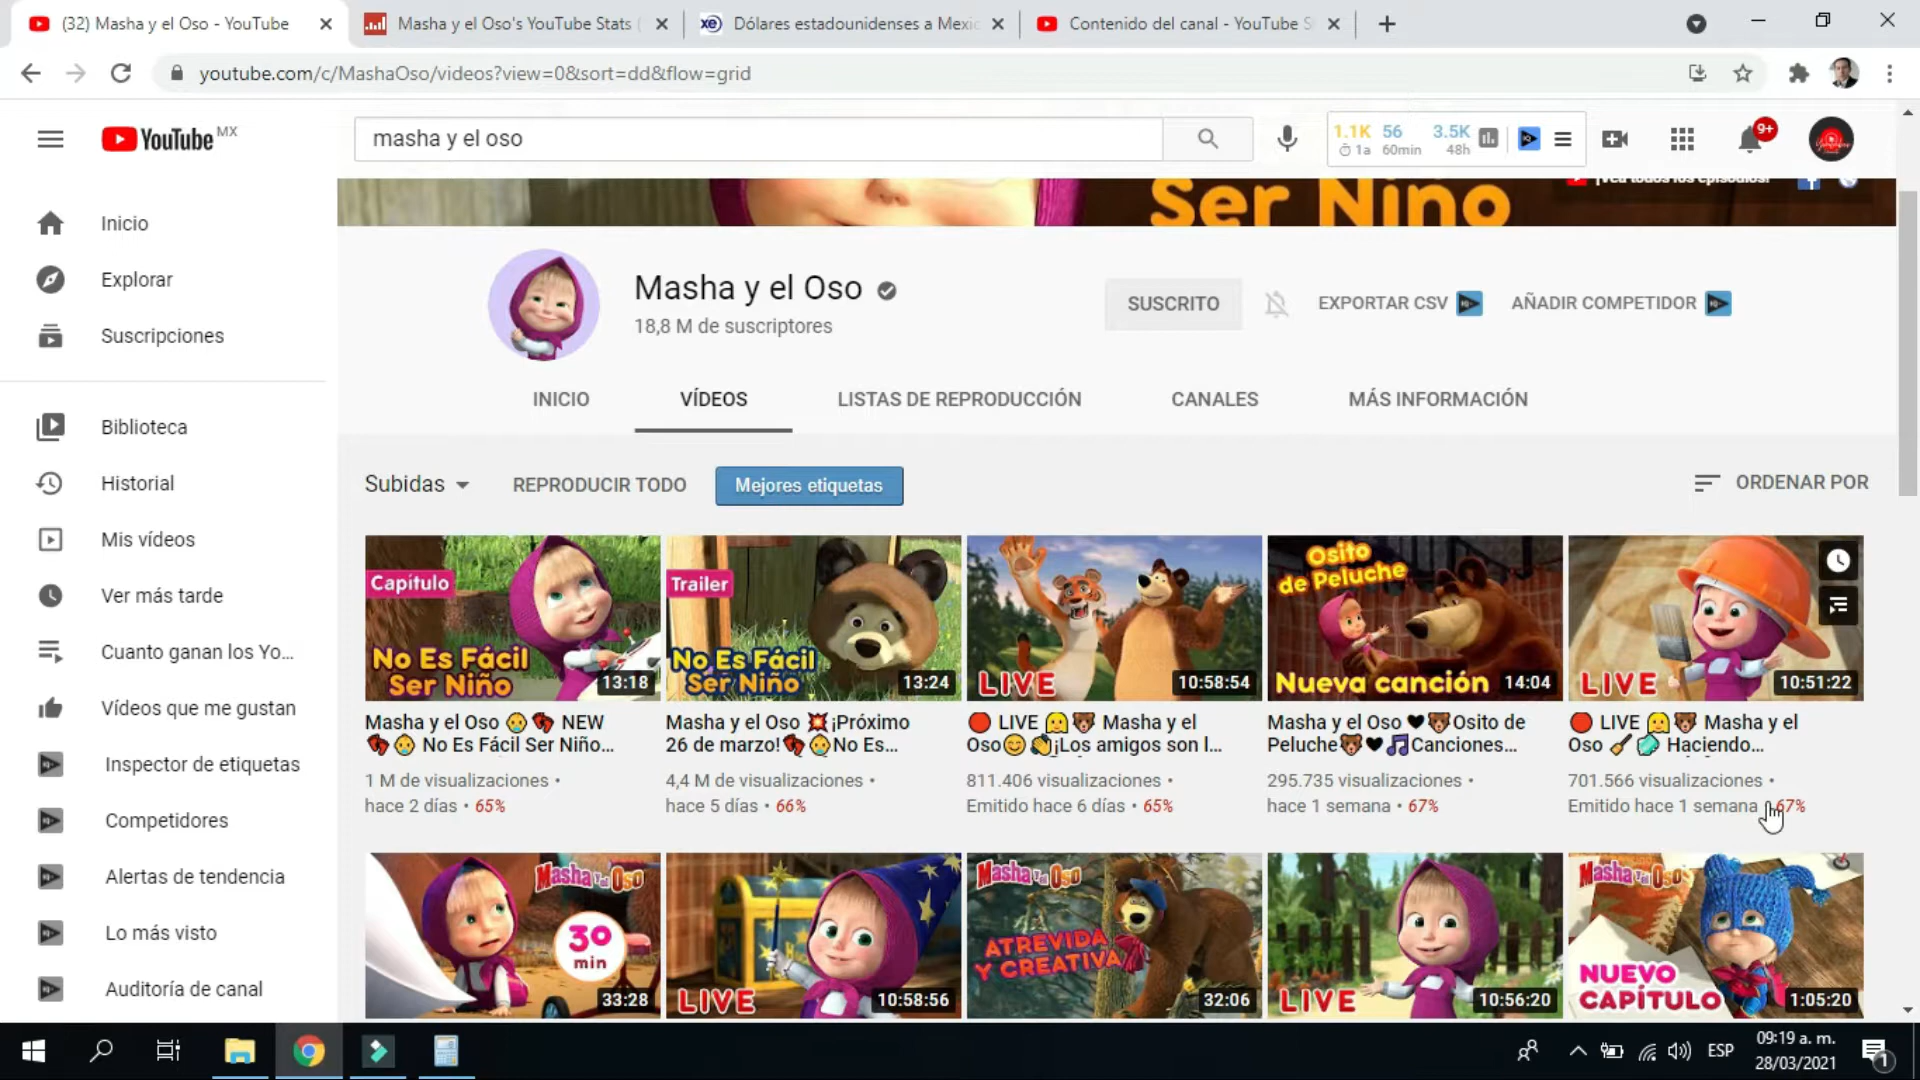 (32) Masha y el Oso - YouTube
Masha y el Oso's YouTube Stats (
xe Dólares estadounidenses a Mexic
Contenido del canal - YouTube S
youtube.com/c/MashaOso/videos?view=0&sort=dd&flow=grid
YouTube MX
masha y el oso
1.1K 56 3.5K
1a 60min 48h
9+
Ser Niño
¡Vea todos los episodios!
Inicio
Explorar
Suscripciones
Biblioteca
Historial
Mis vídeos
Ver más tarde
Cuanto ganan los Yo...
Vídeos que me gustan
Inspector de etiquetas
Competidores
Alertas de tendencia
Lo más visto
Auditoría de canal
Masha y el Oso
18,8 M de suscriptores
SUSCRITO
EXPORTAR CSV
AÑADIR COMPETIDOR
INICIO
VÍDEOS
LISTAS DE REPRODUCCIÓN
CANALES
MÁS INFORMACIÓN
Subidas
REPRODUCIR TODO
Mejores etiquetas
ORDENAR POR
Capítulo
No Es Fácil
Ser Niño
13:18
Masha y el Oso 😳👣 NEW
👣😳 No Es Fácil Ser Niño...
1 M de visualizaciones •
hace 2 días • 65%
Trailer
No Es Fácil
Ser Niño
13:24
Masha y el Oso 💥¡Próximo
26 de marzo!👣😳No Es...
4,4 M de visualizaciones •
hace 5 días • 66%
LIVE
10:58:54
🔴 LIVE 👱🐻 Masha y el
Oso😊👏¡Los amigos son l...
811.406 visualizaciones •
Emitido hace 6 días • 65%
Osito
de Peluche
Nueva canción
14:04
Masha y el Oso ♥🐻Osito de
Peluche🐻♥🎵Canciones...
295.735 visualizaciones •
hace 1 semana • 67%
LIVE
10:51:22
🔴 LIVE 👱🐻 Masha y el
Oso 🖌🧽 Haciendo...
701.566 visualizaciones •
Emitido hace 1 semana • 67%
Masha y el Oso
30
min
33:28
LIVE
10:58:56
Masha y el Oso
ATREVIDA
Y CREATIVA
32:06
LIVE
10:56:20
Masha y el Oso
NUEVO
CAPÍTULO
1:05:20
ESP
09:19 a. m.
28/03/2021
1